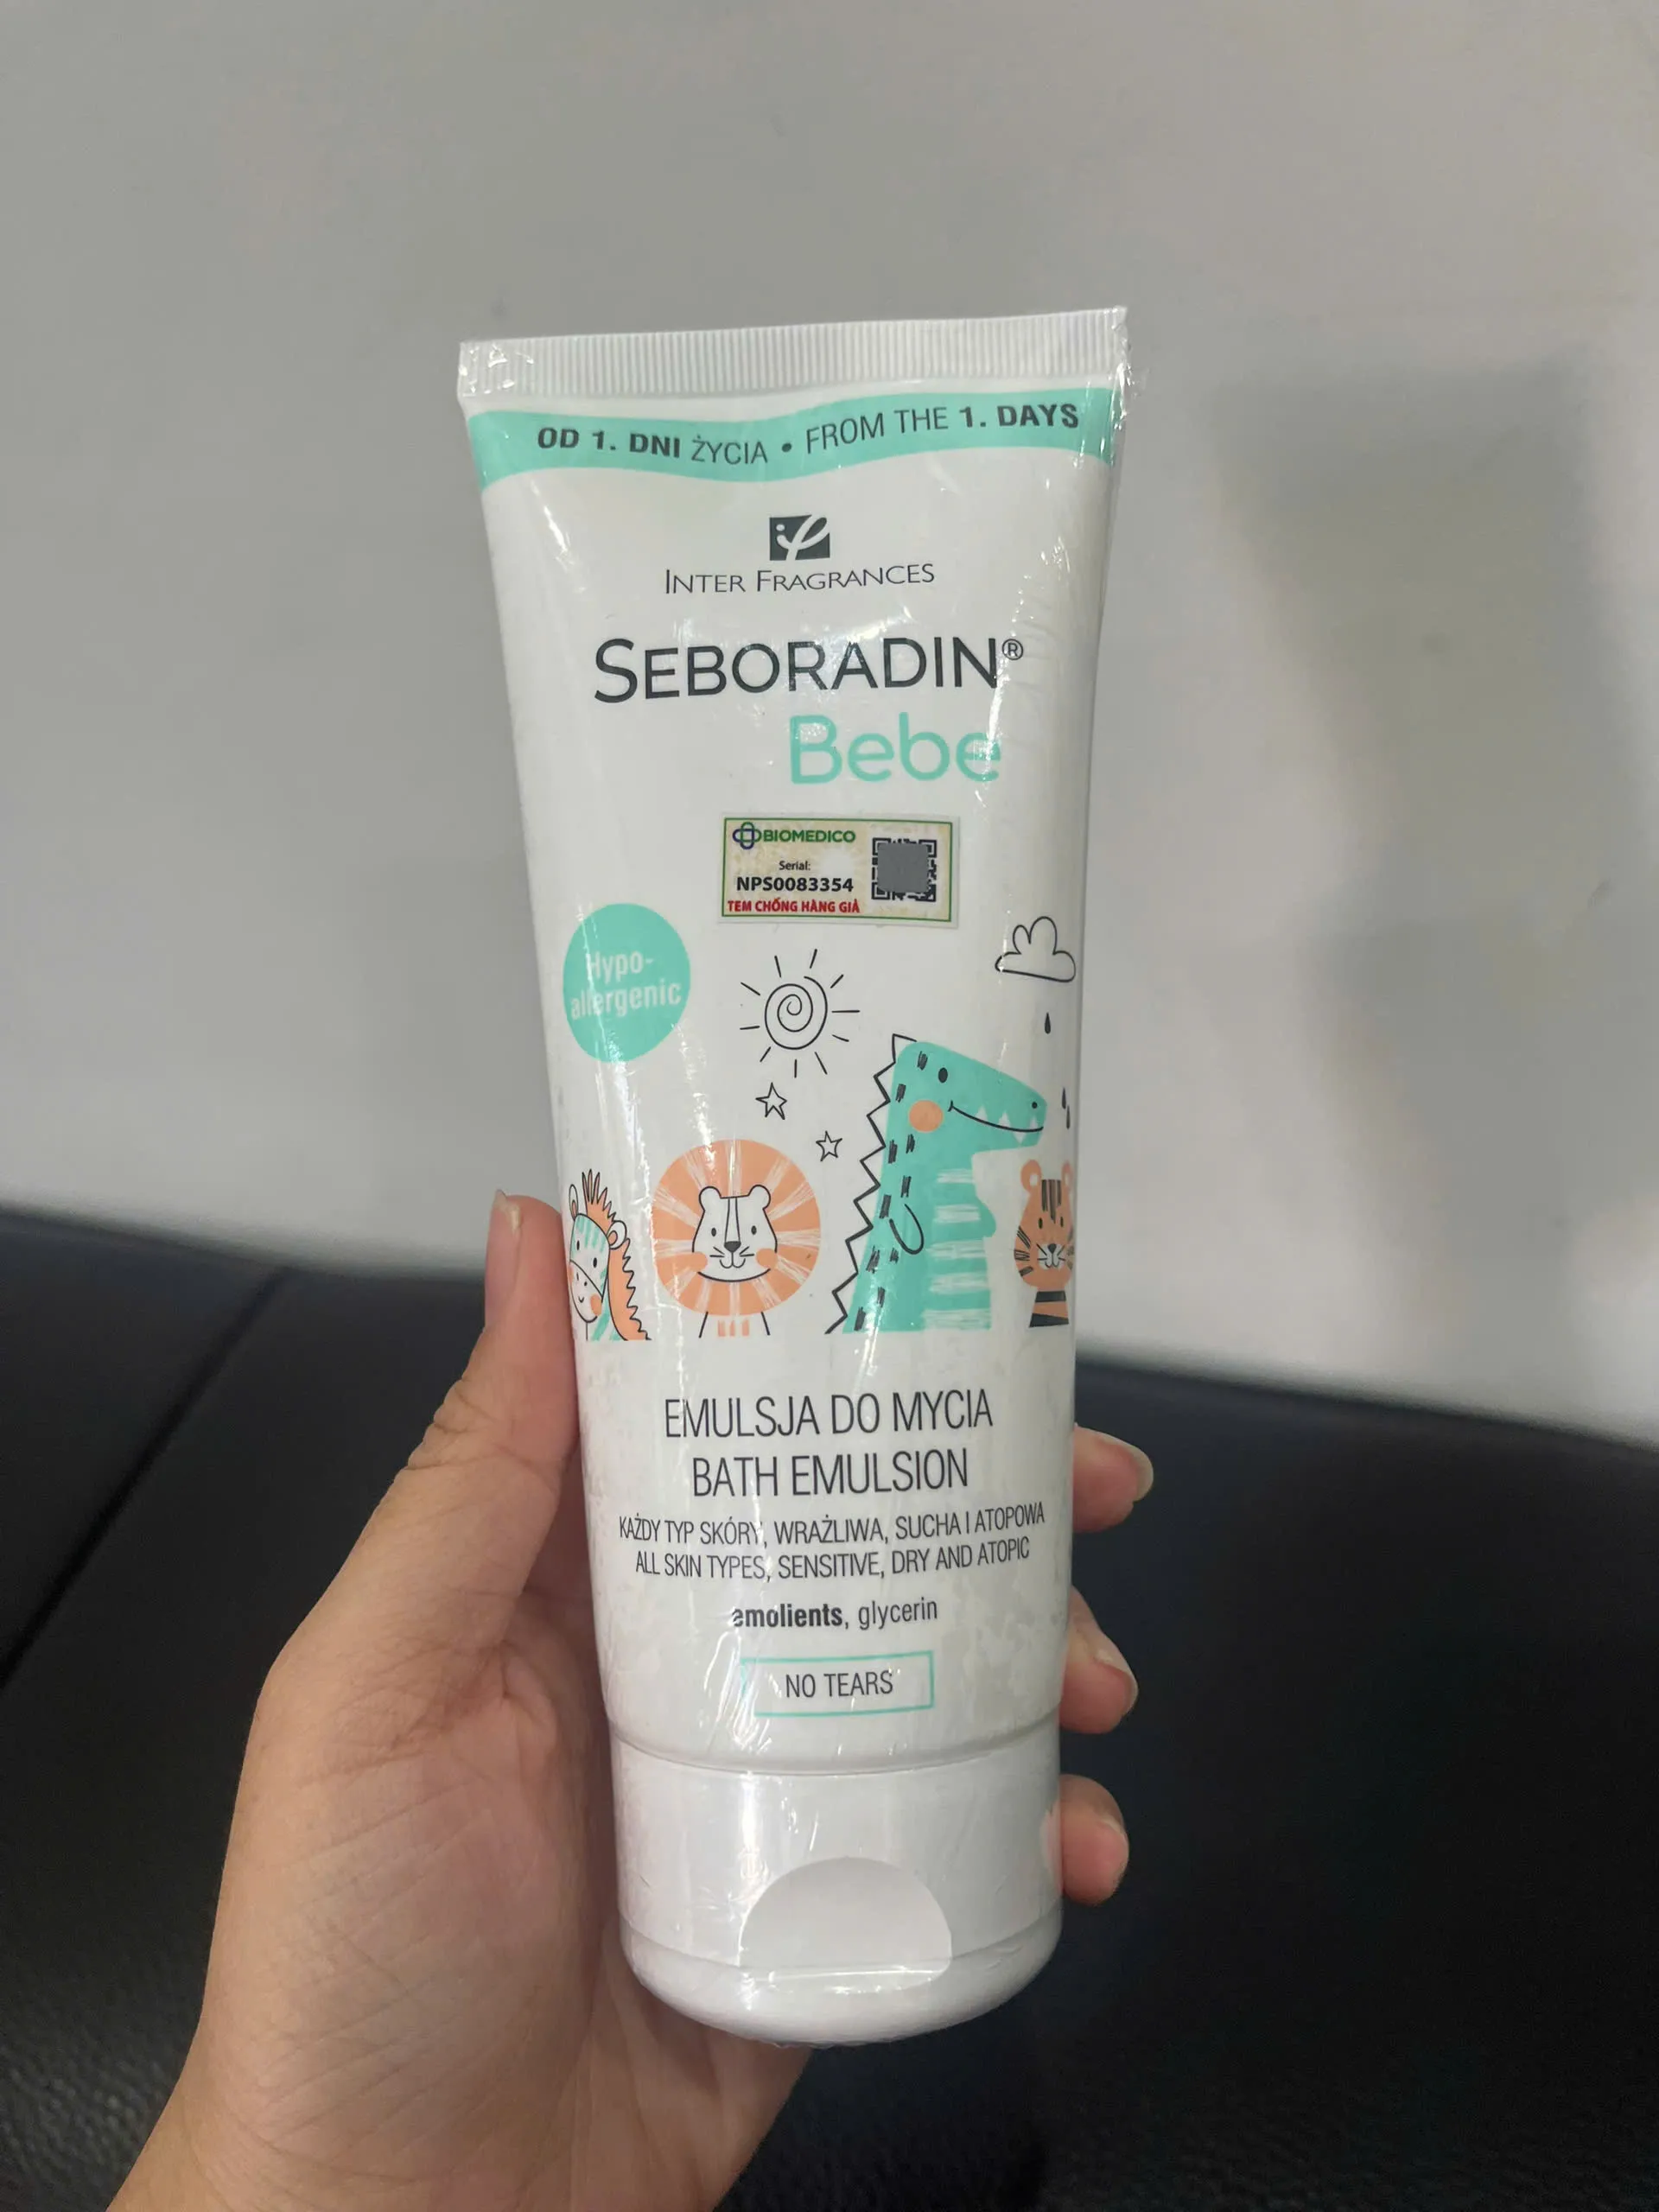 OD 1. DNI ŻYCIA • FROM THE 1. DAYS
INTER FRAGRANCES
SEBORADIN®
Bebe
BIOMEDICO
Serial:
NPS0083354
TEM CHỐNG HÀNG GIẢ
Hypo-
allergenic
EMULSJA DO MYCIA
BATH EMULSION
KAŻDY TYP SKÓRY, WRAŻLIWA, SUCHA I ATOPOWA
ALL SKIN TYPES, SENSITIVE, DRY AND ATOPIC
emolients, glycerin
NO TEARS